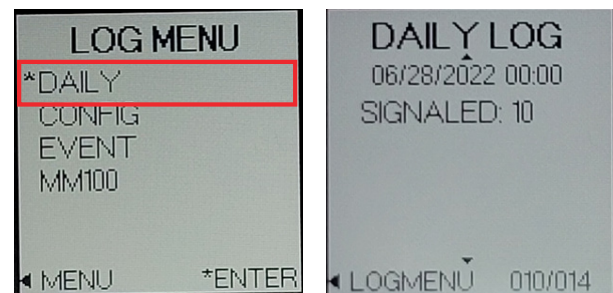 LOG MENU
*DAILY
CONFIG
EVENT
MM100
◄ MENU *ENTER
DAILY LOG
06/28/2022 00:00
SIGNALED: 10
◄ LOGMENU 010/014